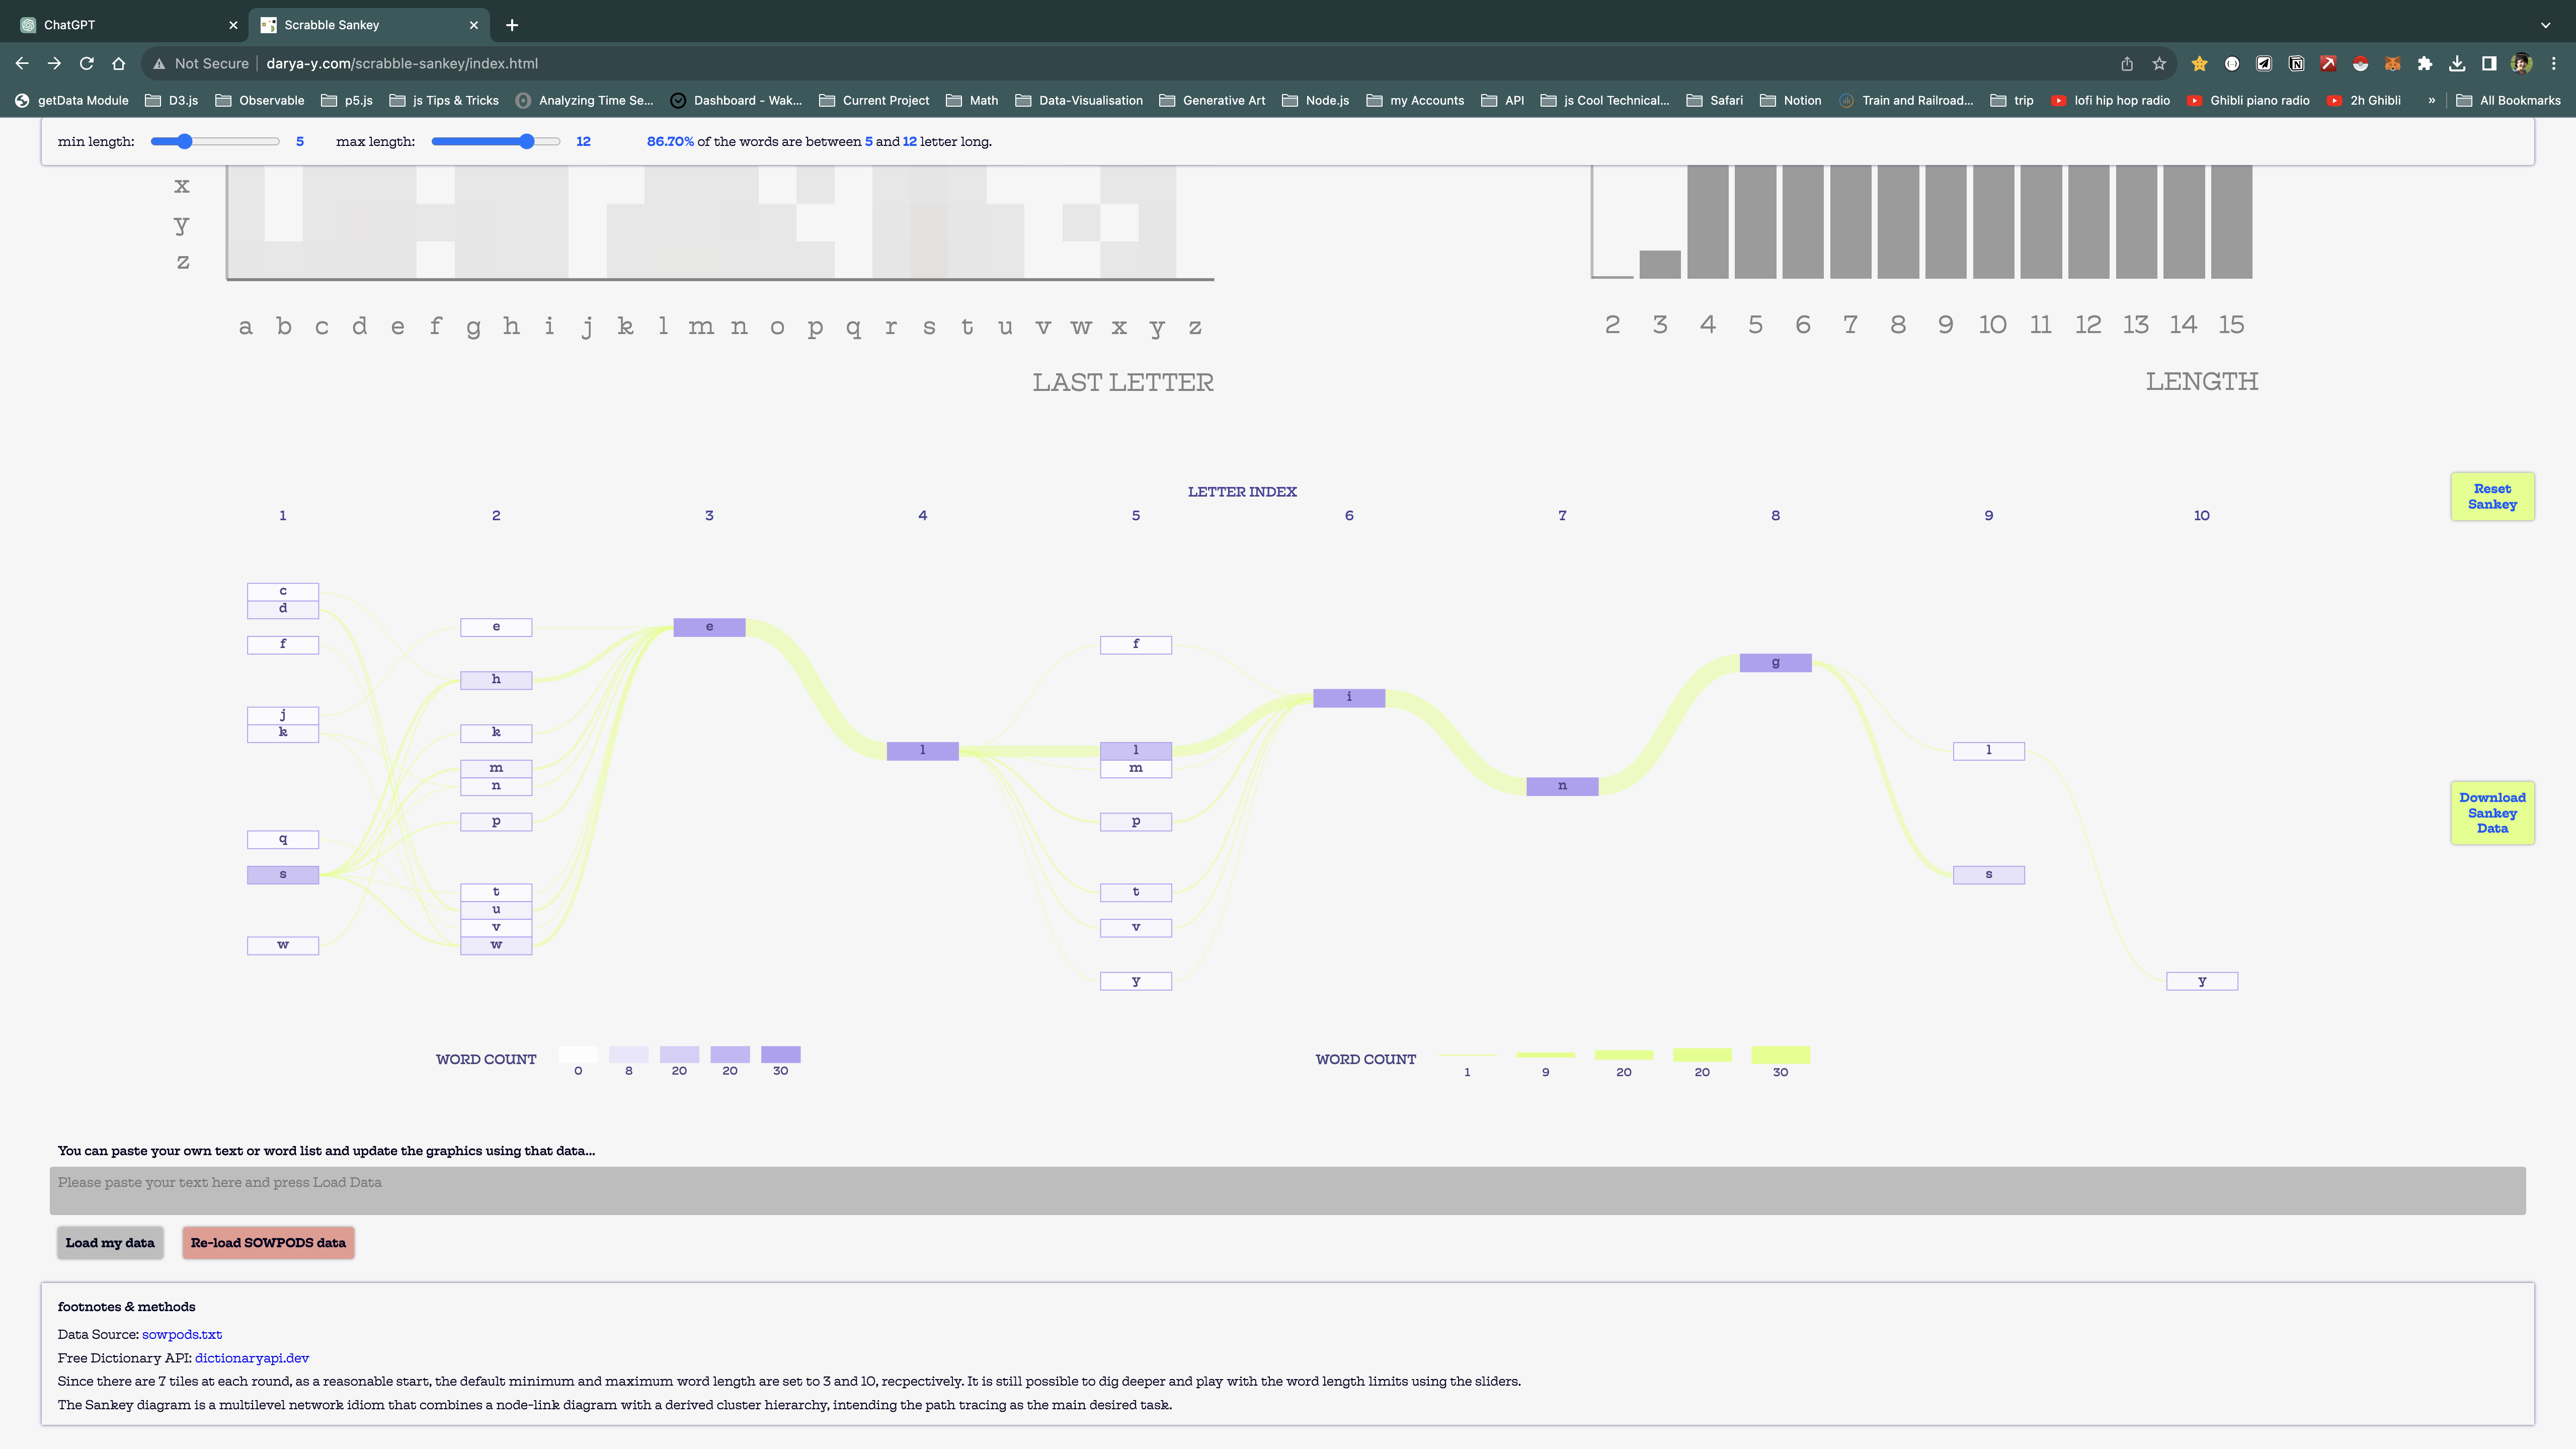 ChatGPT
Scrabble Sankey
Not Secure
darya-y.com/scrabble-sankey/index.html
getData Module D3.js Observable p5.js js Tips & Tricks Analyzing Time Se... Dashboard - Wak... Current Project Math Data-Visualisation Generative Art Node.js my Accounts API js Cool Technical... Safari Notion Train and Railroad... trip lofi hip hop radio Ghibli piano radio 2h Ghibli » All Bookmarks
min length: 5 max length: 12 86.70% of the words are between 5 and 12 letter long.
x
y
z
a b c d e f g h i j k l m n o p q r s t u v w x y z
LAST LETTER
2 3 4 5 6 7 8 9 10 11 12 13 14 15
LENGTH
LETTER INDEX
1 2 3 4 5 6 7 8 9 10
Reset
Sankey
c
d
f
j
k
q
s
w
e
h
k
m
n
p
t
u
v
w
e
l
f
l
m
p
t
v
y
i
n
g
l
s
y
Download
Sankey
Data
WORD COUNT
0 8 20 20 30
WORD COUNT
1 9 20 20 30
You can paste your own text or word list and update the graphics using that data...
Please paste your text here and press Load Data
Load my data Re-load SOWPODS data
footnotes & methods
Data Source: sowpods.txt
Free Dictionary API: dictionaryapi.dev
Since there are 7 tiles at each round, as a reasonable start, the default minimum and maximum word length are set to 3 and 10, recpectively. It is still possible to dig deeper and play with the word length limits using the sliders.
The Sankey diagram is a multilevel network idiom that combines a node-link diagram with a derived cluster hierarchy, intending the path tracing as the main desired task.